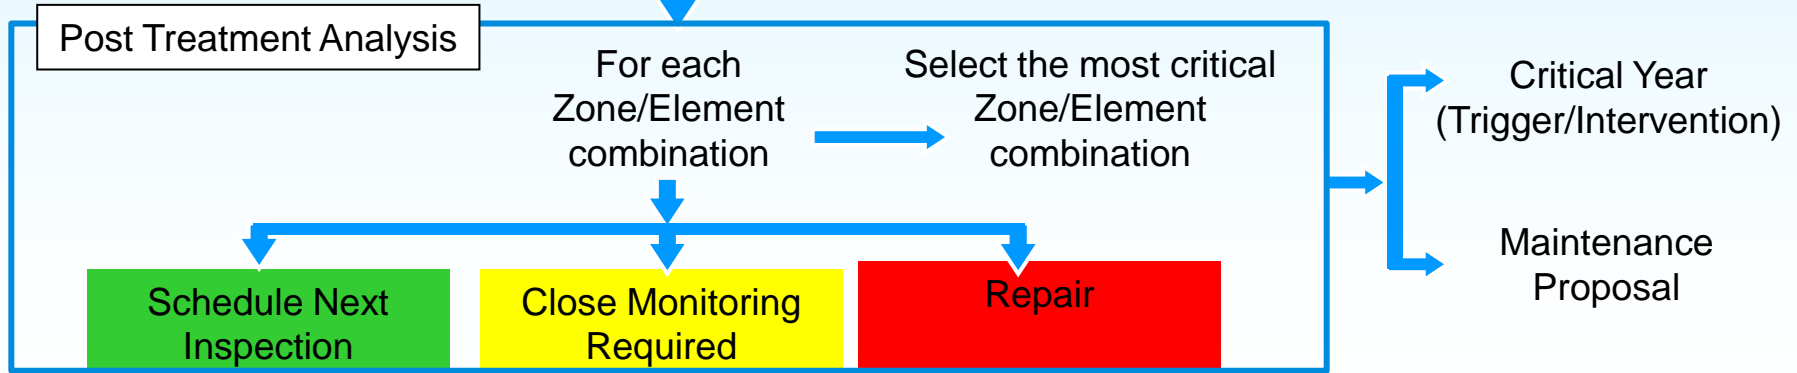 Post Treatment Analysis
For each
Zone/Element
combination
Select the most critical
Zone/Element
combination
Schedule Next
Inspection
Close Monitoring
Required
Repair
Critical Year
(Trigger/Intervention)
Maintenance
Proposal